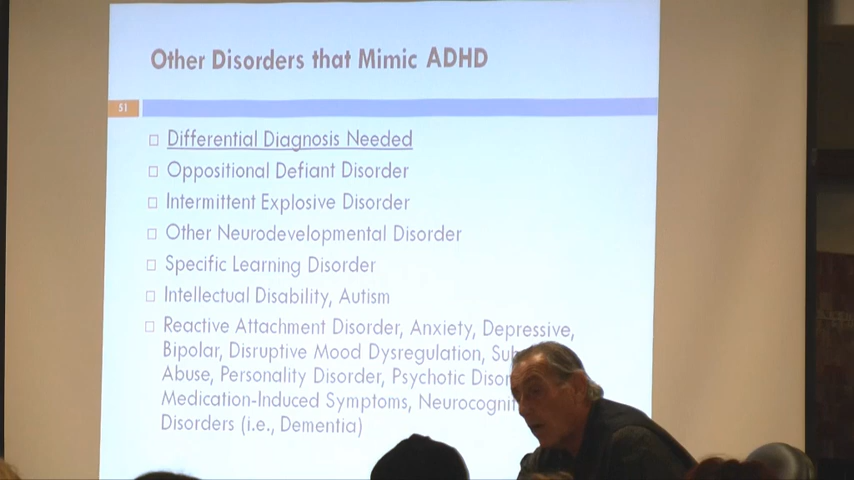 Other Disorders that Mimic ADHD
51
Differential Diagnosis Needed
Oppositional Defiant Disorder
Intermittent Explosive Disorder
Other Neurodevelopmental Disorder
Specific Learning Disorder
Intellectual Disability, Autism
Reactive Attachment Disorder, Anxiety, Depressive,
Bipolar, Disruptive Mood Dysregulation,
Abuse, Personality Disorder, Psychotic
Medication-Induced Symptoms,
Disorders (i.e., Dementia)